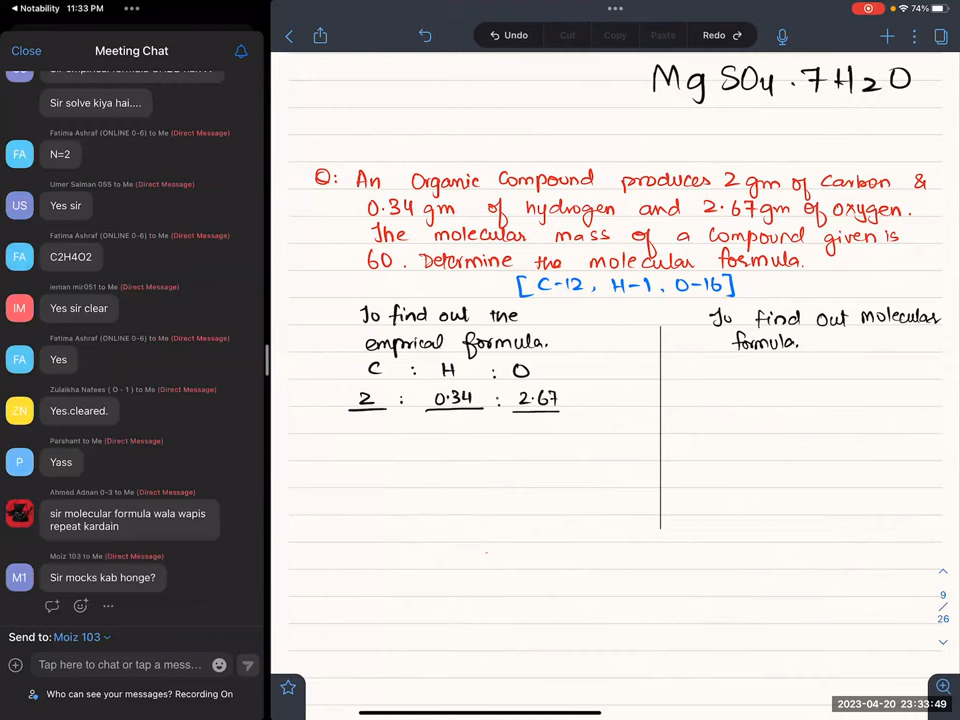 Notability 11:33 PM
74%
Close
Meeting Chat
Sir solve kiya hai....
Fatima Ashraf (ONLINE 0-6) to Me (Direct Message)
FA
N=2
Umer Salman 055 to Me (Direct Message)
US
Yes sir
Fatima Ashraf (ONLINE 0-6) to Me (Direct Message)
FA
C2H4O2
ieman mir051 to Me (Direct Message)
IM
Yes sir clear
Fatima Ashraf (ONLINE 0-6) to Me (Direct Message)
FA
Yes
Zulaikha Nafees ( O - 1 ) to Me (Direct Message)
ZN
Yes.cleared.
Parshant to Me (Direct Message)
P
Yass
Ahmed Adnan 0-3 to Me (Direct Message)
sir molecular formula wala wapis
repeat kardain
Moiz 103 to Me (Direct Message)
M1
Sir mocks kab honge?
Send to: Moiz 103
Tap here to chat or tap a mess...
Who can see your messages? Recording On
Undo Cut Copy Paste Redo
MgSO4.7H2O
Q: An Organic Compound produces 2 gm of Carbon &
0.34 gm of hydrogen and 2.67gm of oxygen.
The molecular mass of a compound given is
60. Determine the molecular formula.
[C-12, H-1, O-16]
To find out the
emprical formula.
C : H : O
2 : 0.34 : 2.67
To find out molecular
formula.
9
/
26
2023-04-20 23:33:49